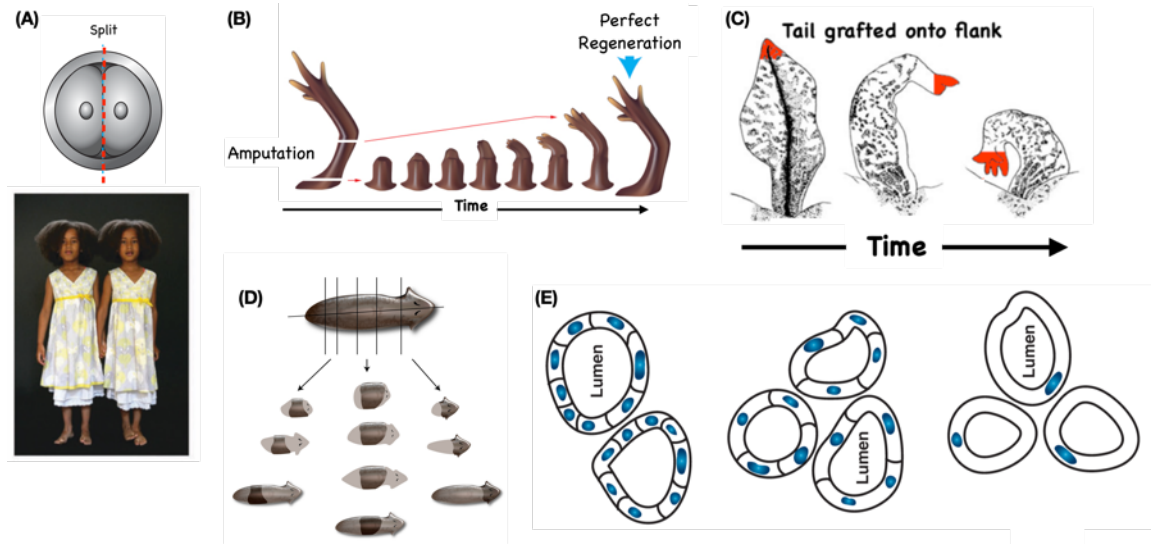 (A)
Split
(B)
Perfect
Regeneration
Amputation
Time
(C)
Tail grafted onto flank
Time
(D)
(E)
Lumen
Lumen
Lumen